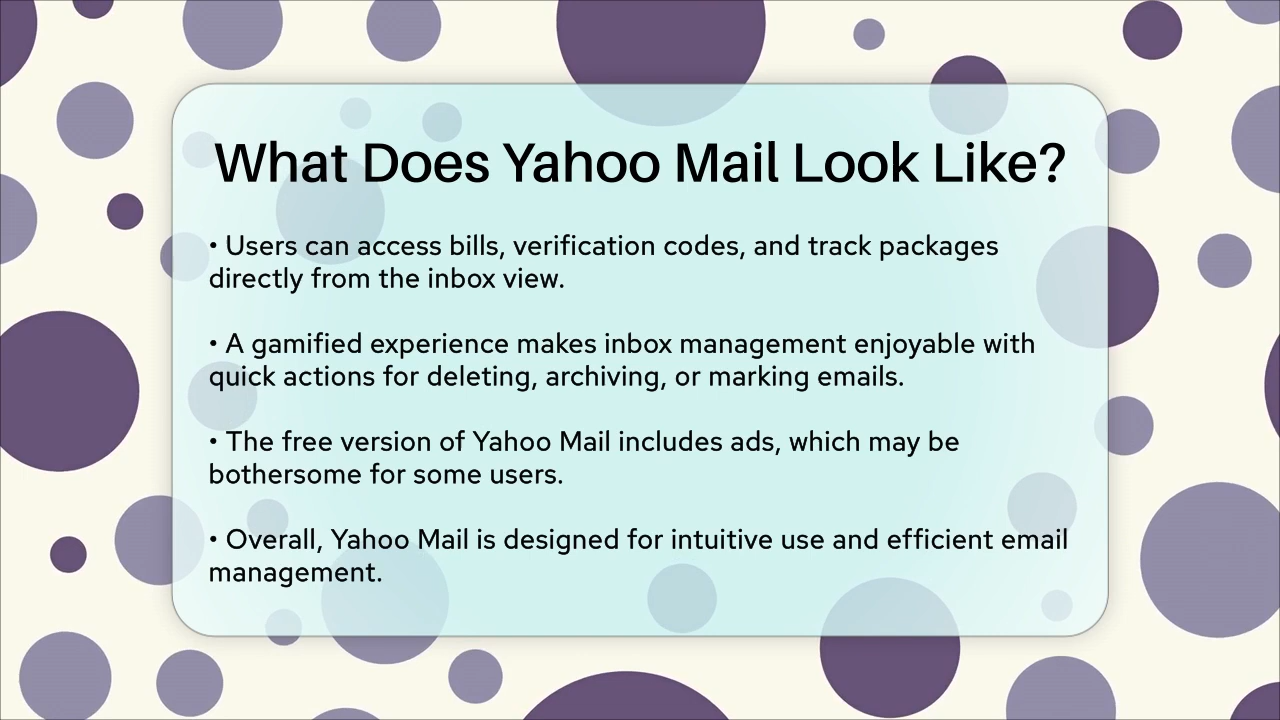 What Does Yahoo Mail Look Like?
• Users can access bills, verification codes, and track packages
directly from the inbox view.
• A gamified experience makes inbox management enjoyable with
quick actions for deleting, archiving, or marking emails.
• The free version of Yahoo Mail includes ads, which may be
bothersome for some users.
• Overall, Yahoo Mail is designed for intuitive use and efficient email
management.